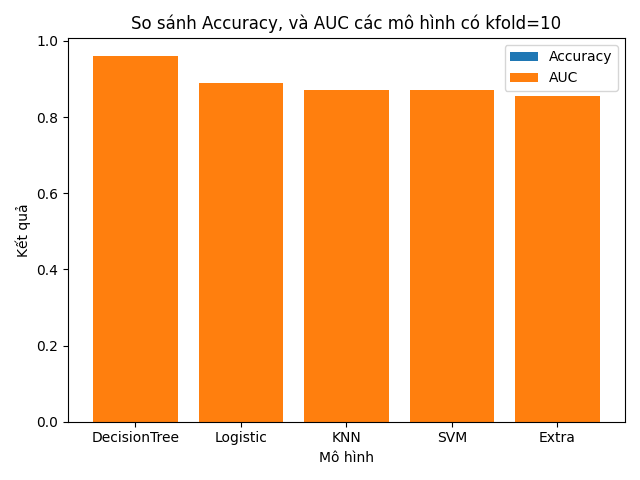 So sánh Accuracy, và AUC các mô hình có kfold=10
Accuracy
AUC
1.0
0.8
0.6
0.4
0.2
0.0
Kết quả
DecisionTree
Logistic
KNN
SVM
Extra
Mô hình